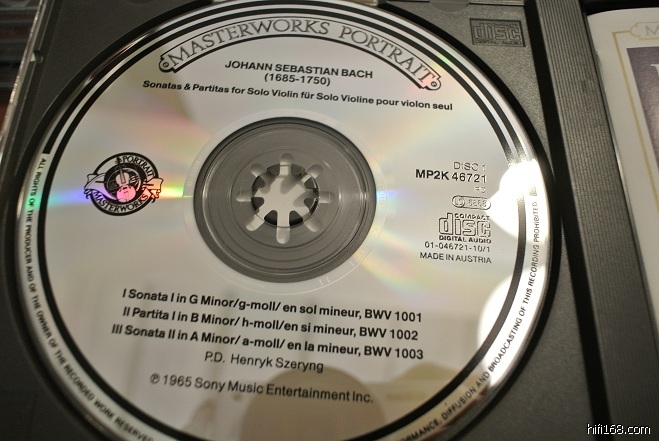 MASTERWORKS PORTRAIT
disc
JOHANN SEBASTIAN BACH
(1685-1750)
Sonatas & Partitas for Solo Violin für Solo Violine pour violon seul
DISC 1
MP2K 46721
PORTRAIT
MASTERWORKS
COMPACT
disc
DIGITAL AUDIO
01-046721-10/1
MADE IN AUSTRIA
I Sonata I in G Minor/g-moll/ en sol mineur, BWV 1001
II Partita I in B Minor/ h-moll/ en si mineur, BWV 1002
III Sonata II in A Minor/ a-moll/ en la mineur, BWV 1003
P.D. Henryk Szeryng
℗ 1965 Sony Music Entertainment Inc.
ALL RIGHTS OF THE PRODUCER AND OF THE OWNER OF THE RECORDED WORK RESERVED
PERFORMANCE, DIFFUSION AND BROADCASTING OF THIS RECORDING PROHIBITED
hifi168.com